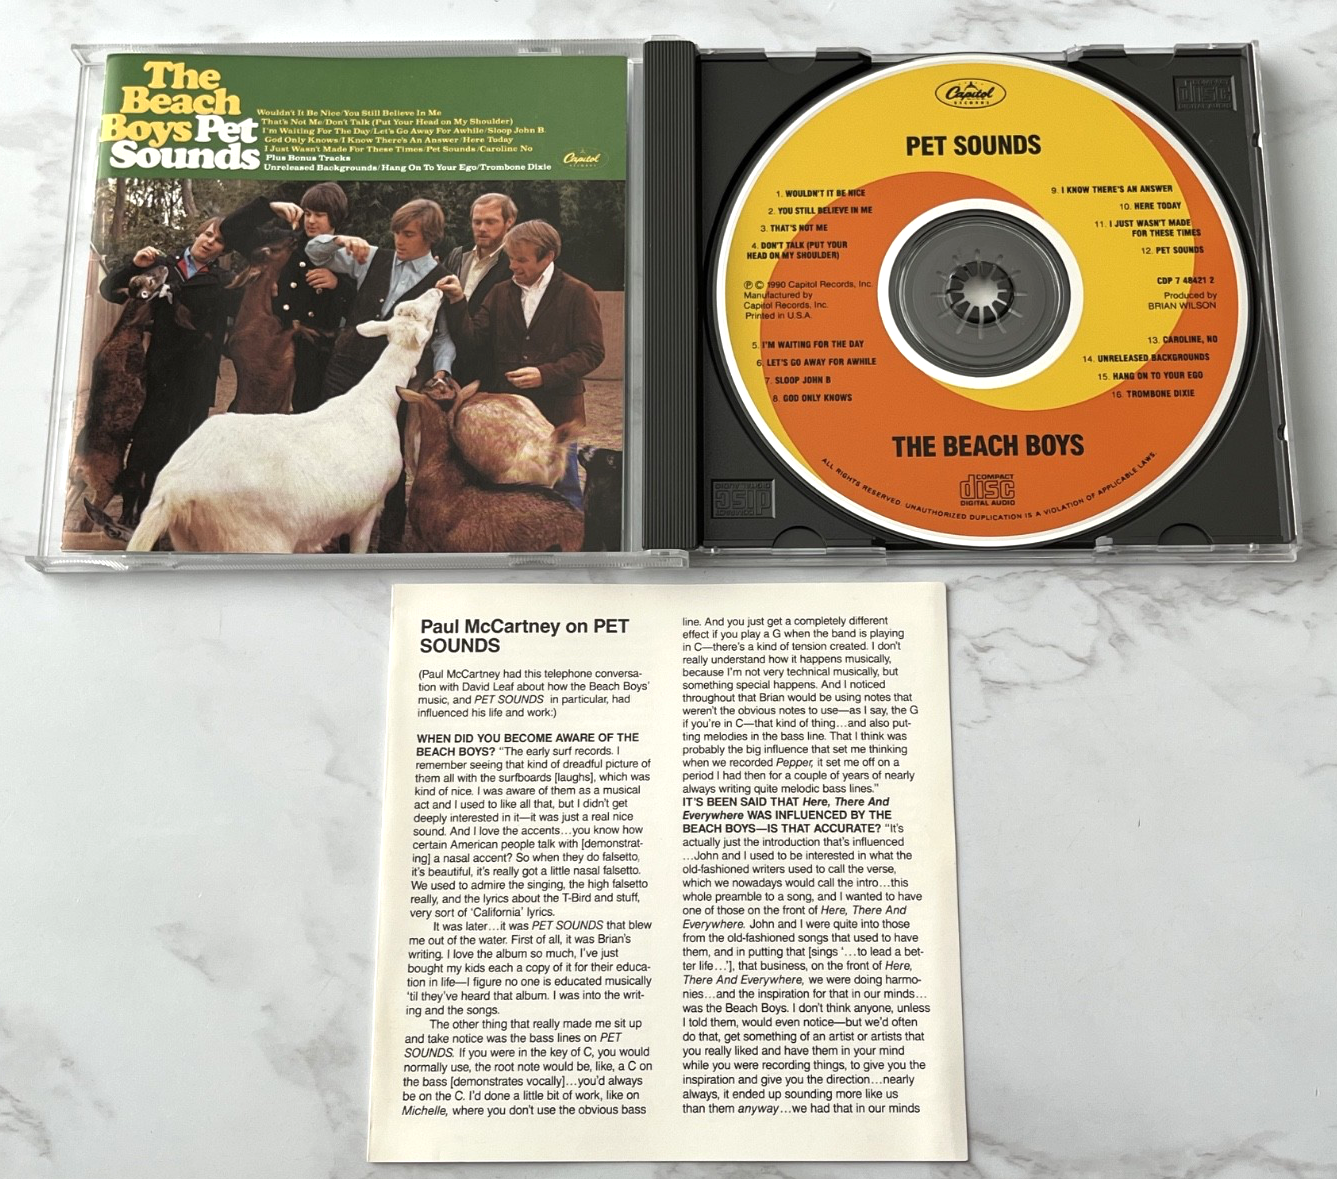 The
Beach
Boys Pet
Sounds
Wouldn't It Be Nice/You Still Believe In Me
That's Not Me/Don't Talk (Put Your Head on My Shoulder)
I'm Waiting For The Day/Let's Go Away For Awhile/Sloop John B.
God Only Knows/I Know There's An Answer/Here Today
I Just Wasn't Made For These Times/Pet Sounds/Caroline No
Plus Bonus Tracks
Unreleased Backgrounds/Hang On To Your Ego/Trombone Dixie
Capitol
Capitol
RECORDS
PET SOUNDS
1. WOULDN'T IT BE NICE
2. YOU STILL BELIEVE IN ME
3. THAT'S NOT ME
4. DON'T TALK (PUT YOUR
HEAD ON MY SHOULDER)
℗ © 1990 Capitol Records, Inc.
Manufactured by
Capitol Records, Inc.
Printed in U.S.A.
5. I'M WAITING FOR THE DAY
6. LET'S GO AWAY FOR AWHILE
7. SLOOP JOHN B
8. GOD ONLY KNOWS
9. I KNOW THERE'S AN ANSWER
10. HERE TODAY
11. I JUST WASN'T MADE
FOR THESE TIMES
12. PET SOUNDS
CDP 7 48421 2
Produced by
BRIAN WILSON
13. CAROLINE, NO
14. UNRELEASED BACKGROUNDS
15. HANG ON TO YOUR EGO
16. TROMBONE DIXIE
THE BEACH BOYS
COMPACT
disc
DIGITAL AUDIO
ALL RIGHTS RESERVED. UNAUTHORIZED DUPLICATION IS A VIOLATION OF APPLICABLE LAWS.
COMPACT
disc
DIGITAL AUDIO
COMPACT
disc
DIGITAL AUDIO
Paul McCartney on PET
SOUNDS
(Paul McCartney had this telephone conversa-
tion with David Leaf about how the Beach Boys'
music, and PET SOUNDS in particular, had
influenced his life and work:)
WHEN DID YOU BECOME AWARE OF THE
BEACH BOYS? "The early surf records. I
remember seeing that kind of dreadful picture of
them all with the surfboards [laughs], which was
kind of nice. I was aware of them as a musical
act and I used to like all that, but I didn't get
deeply interested in it—it was just a real nice
sound. And I love the accents...you know how
certain American people talk with [demonstrat-
ing] a nasal accent? So when they do falsetto,
it's beautiful, it's really got a little nasal falsetto.
We used to admire the singing, the high falsetto
really, and the lyrics about the T-Bird and stuff,
very sort of 'California' lyrics.
It was later...it was PET SOUNDS that blew
me out of the water. First of all, it was Brian's
writing. I love the album so much, I've just
bought my kids each a copy of it for their educa-
tion in life—I figure no one is educated musically
'til they've heard that album. I was into the writ-
ing and the songs.
The other thing that really made me sit up
and take notice was the bass lines on PET
SOUNDS. If you were in the key of C, you would
normally use, the root note would be, like, a C on
the bass [demonstrates vocally]...you'd always
be on the C. I'd done a little bit of work, like on
Michelle, where you don't use the obvious bass
line. And you just get a completely different
effect if you play a G when the band is playing
in C—there's a kind of tension created. I don't
really understand how it happens musically,
because I'm not very technical musically, but
something special happens. And I noticed
throughout that Brian would be using notes that
weren't the obvious notes to use—as I say, the G
if you're in C—that kind of thing...and also put-
ting melodies in the bass line. That I think was
probably the big influence that set me thinking
when we recorded Pepper, it set me off on a
period I had then for a couple of years of nearly
always writing quite melodic bass lines."
IT'S BEEN SAID THAT Here, There And
Everywhere WAS INFLUENCED BY THE
BEACH BOYS—IS THAT ACCURATE? "It's
actually just the introduction that's influenced
...John and I used to be interested in what the
old-fashioned writers used to call the verse,
which we nowadays would call the intro...this
whole preamble to a song, and I wanted to have
one of those on the front of Here, There And
Everywhere. John and I were quite into those
from the old-fashioned songs that used to have
them, and in putting that [sings '...to lead a bet-
ter life...'], that business, on the front of Here,
There And Everywhere, we were doing harmo-
nies...and the inspiration for that in our minds...
was the Beach Boys. I don't think anyone, unless
I told them, would even notice—but we'd often
do that, get something of an artist or artists that
you really liked and have them in your mind
while you were recording things, to give you the
inspiration and give you the direction...nearly
always, it ended up sounding more like us
than them anyway...we had that in our minds